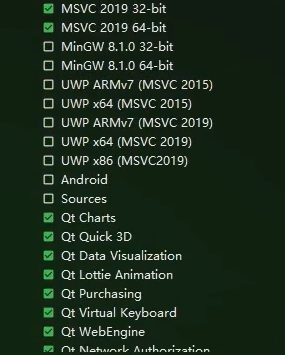 MSVC 2019 32-bit
MSVC 2019 64-bit
MinGW 8.1.0 32-bit
MinGW 8.1.0 64-bit
UWP ARMv7 (MSVC 2015)
UWP x64 (MSVC 2015)
UWP ARMv7 (MSVC 2019)
UWP x64 (MSVC 2019)
UWP x86 (MSVC2019)
Android
Sources
Qt Charts
Qt Quick 3D
Qt Data Visualization
Qt Lottie Animation
Qt Purchasing
Qt Virtual Keyboard
Qt WebEngine
Qt Network Authorization